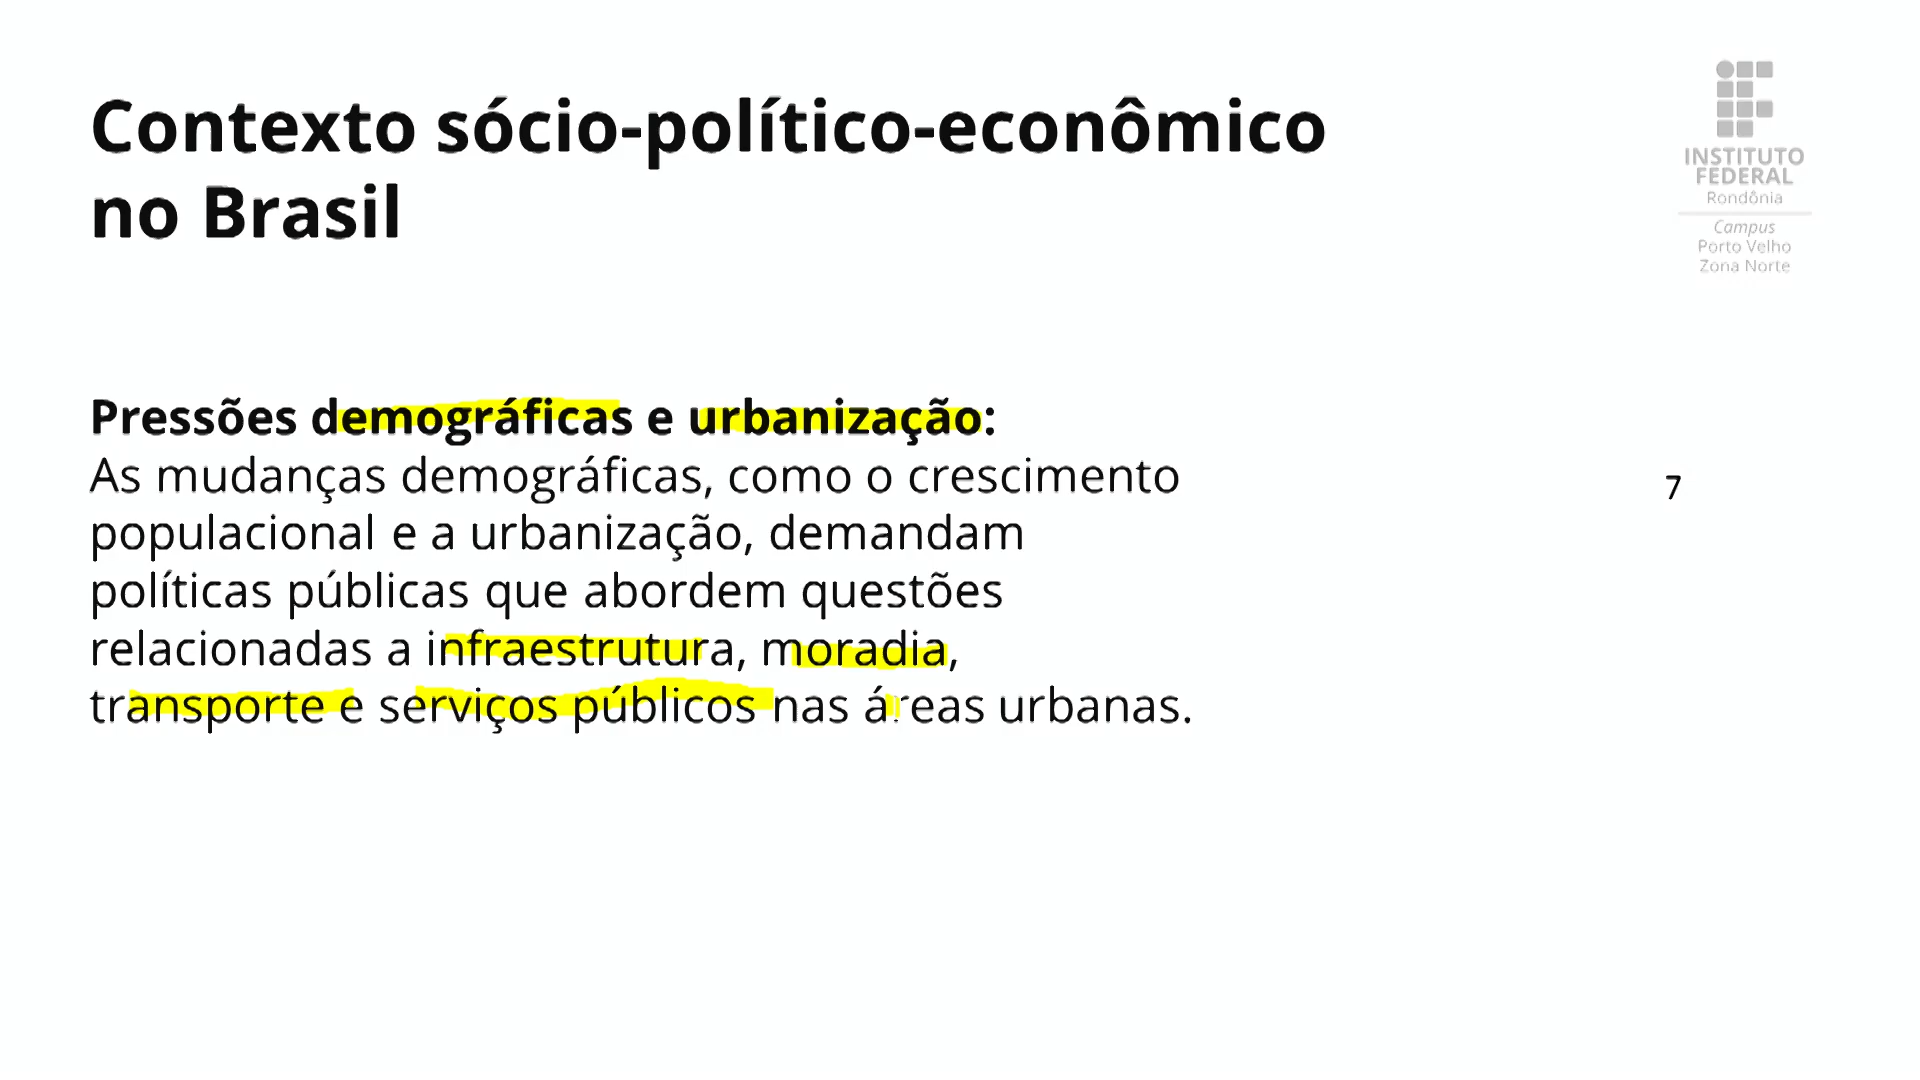 Contexto sócio-político-econômico
no Brasil
INSTITUTO
FEDERAL
Rondônia
Campus
Porto Velho
Zona Norte
Pressões demográficas e urbanização:
As mudanças demográficas, como o crescimento
populacional e a urbanização, demandam
políticas públicas que abordem questões
relacionadas a infraestrutura, moradia,
transporte e serviços públicos nas áreas urbanas.
7